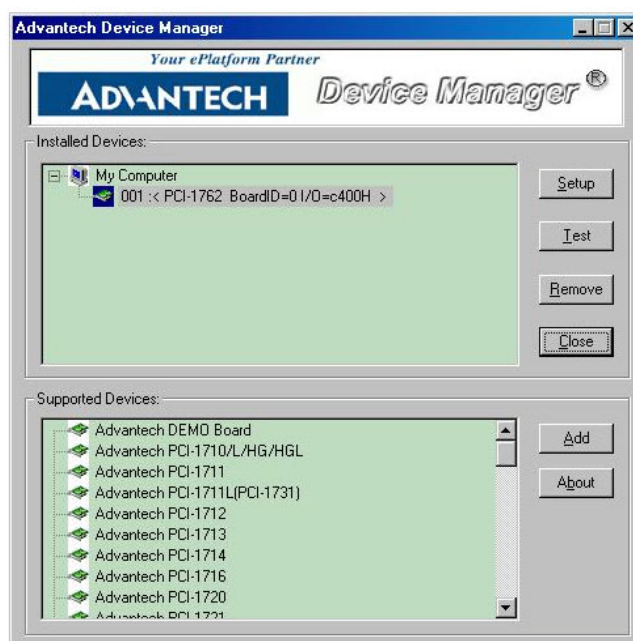 Advantech Device Manager
Your ePlatform Partner
ADVANTECH
Device Manager ®
Installed Devices:
My Computer
001 :< PCI-1762 BoardID=0 I/O=c400H >
Setup
Test
Remove
Close
Supported Devices:
Advantech DEMO Board
Advantech PCI-1710/L/HG/HGL
Advantech PCI-1711
Advantech PCI-1711L(PCI-1731)
Advantech PCI-1712
Advantech PCI-1713
Advantech PCI-1714
Advantech PCI-1716
Advantech PCI-1720
Advantech PCI-1721
Add
About